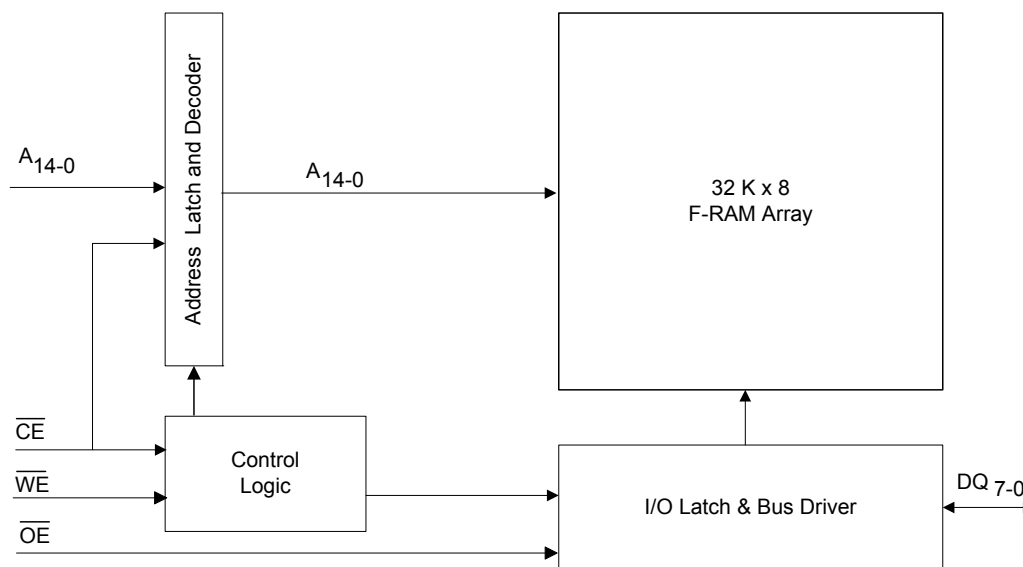 Address Latch and Decoder
A14-0
A14-0
32 K x 8
F-RAM Array
CE
WE
OE
Control
Logic
I/O Latch & Bus Driver
DQ 7-0